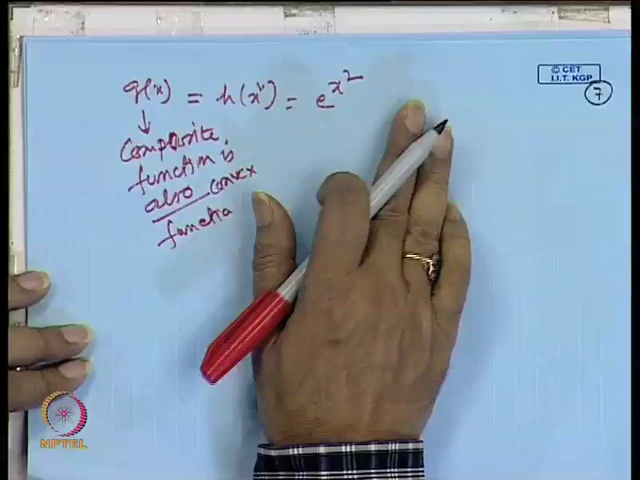 g(x) = h(x²) = e^{x²}
↓
Composite
function is
also convex
function
© CET
I.I.T. KGP
7
NPTEL